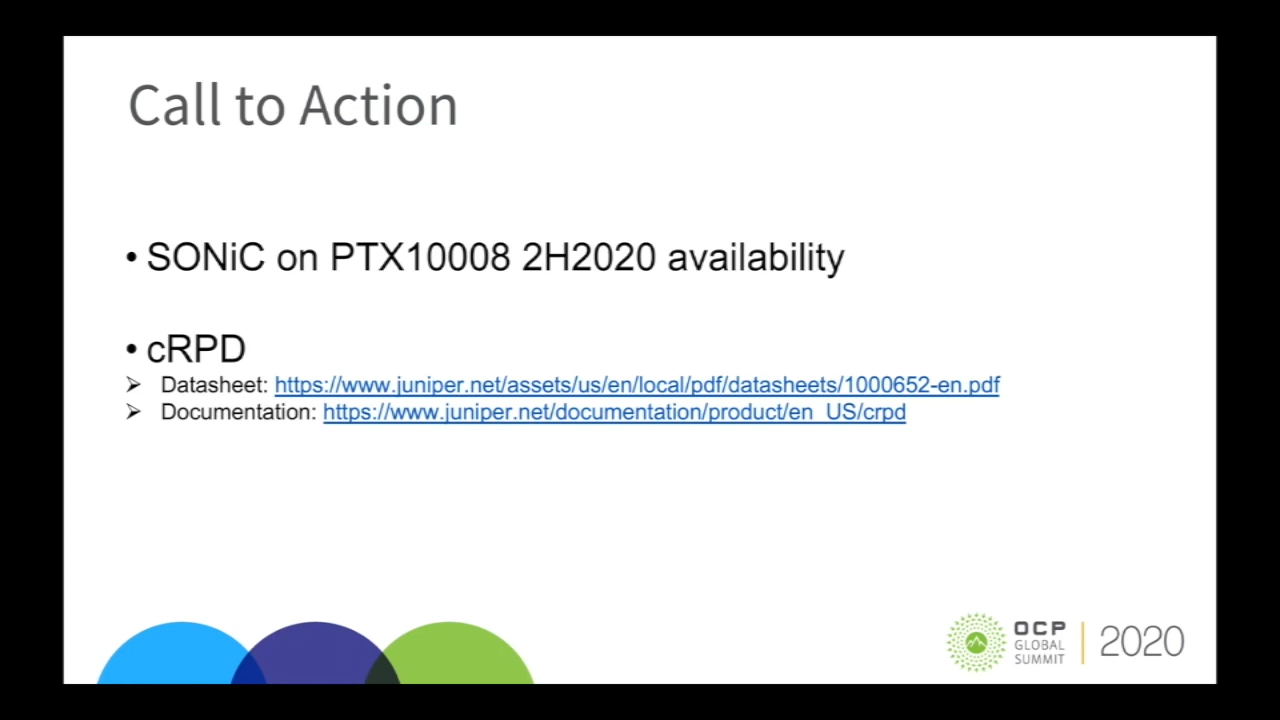 Call to Action
• SONiC on PTX10008 2H2020 availability
• cRPD
➢ Datasheet: https://www.juniper.net/assets/us/en/local/pdf/datasheets/1000652-en.pdf
➢ Documentation: https://www.juniper.net/documentation/product/en_US/crpd
OCP
GLOBAL
SUMMIT
2020